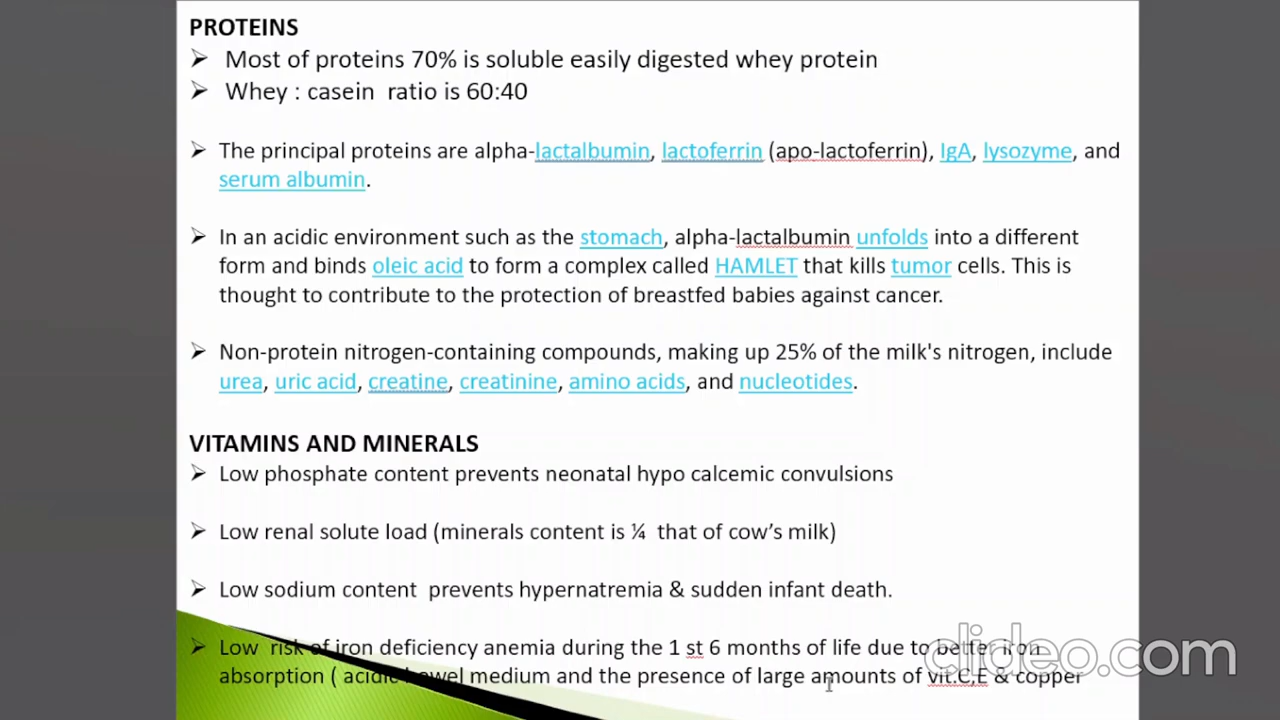 PROTEINS
Most of proteins 70% is soluble easily digested whey protein
Whey : casein ratio is 60:40
The principal proteins are alpha-lactalbumin, lactoferrin (apo-lactoferrin), IgA, lysozyme, and
serum albumin.
In an acidic environment such as the stomach, alpha-lactalbumin unfolds into a different
form and binds oleic acid to form a complex called HAMLET that kills tumor cells. This is
thought to contribute to the protection of breastfed babies against cancer.
Non-protein nitrogen-containing compounds, making up 25% of the milk's nitrogen, include
urea, uric acid, creatine, creatinine, amino acids, and nucleotides.
VITAMINS AND MINERALS
Low phosphate content prevents neonatal hypo calcemic convulsions
Low renal solute load (minerals content is ¼ that of cow’s milk)
Low sodium content prevents hypernatremia & sudden infant death.
Low risk of iron deficiency anemia during the 1 st 6 months of life due to better iron
absorption ( acidic bowel medium and the presence of large amounts of vit.C,E & copper
clideo.com